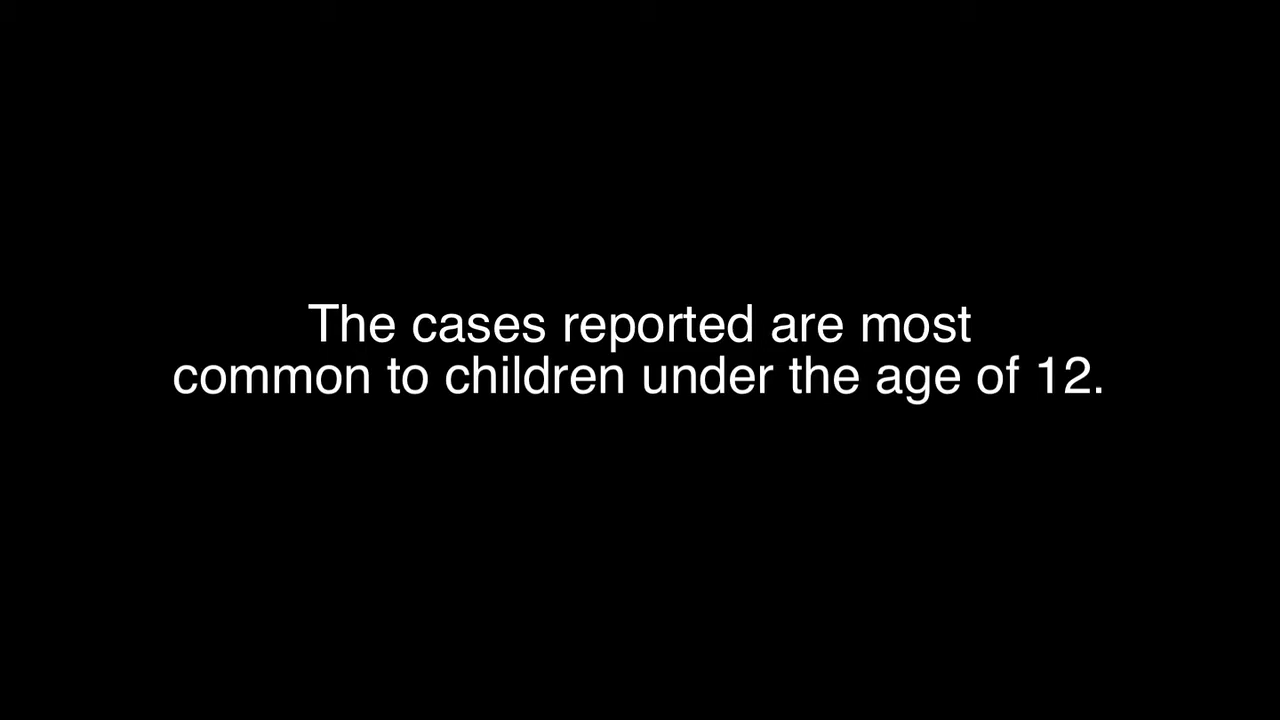 The cases reported are most
common to children under the age of 12.